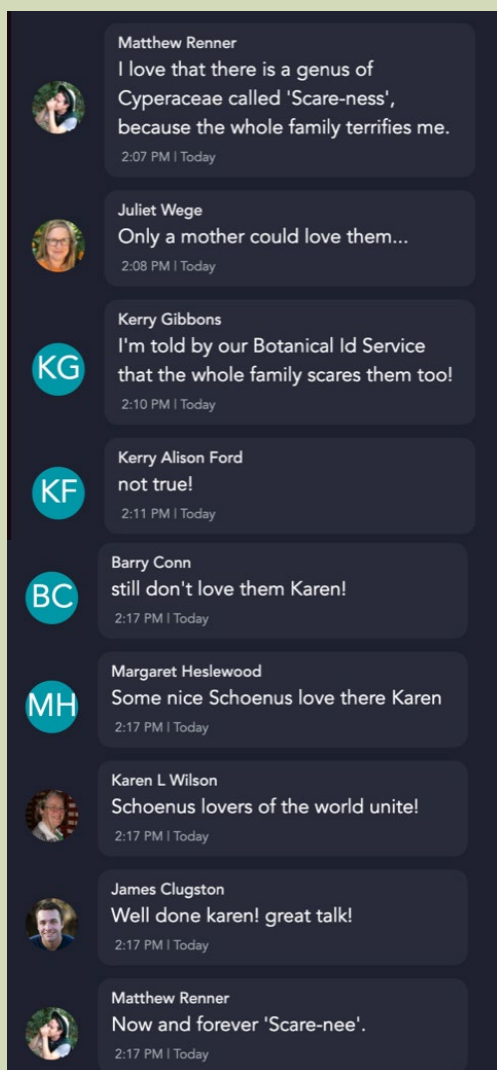 Matthew Renner
I love that there is a genus of
Cyperaceae called 'Scare-ness',
because the whole family terrifies me.
2:07 PM | Today
Juliet Wege
Only a mother could love them...
2:08 PM | Today
KG
Kerry Gibbons
I'm told by our Botanical Id Service
that the whole family scares them too!
2:10 PM | Today
KF
Kerry Alison Ford
not true!
2:11 PM | Today
BC
Barry Conn
still don't love them Karen!
2:17 PM | Today
MH
Margaret Heslewood
Some nice Schoenus love there Karen
2:17 PM | Today
Karen L Wilson
Schoenus lovers of the world unite!
2:17 PM | Today
James Clugston
Well done karen! great talk!
2:17 PM | Today
Matthew Renner
Now and forever 'Scare-nee'.
2:17 PM | Today